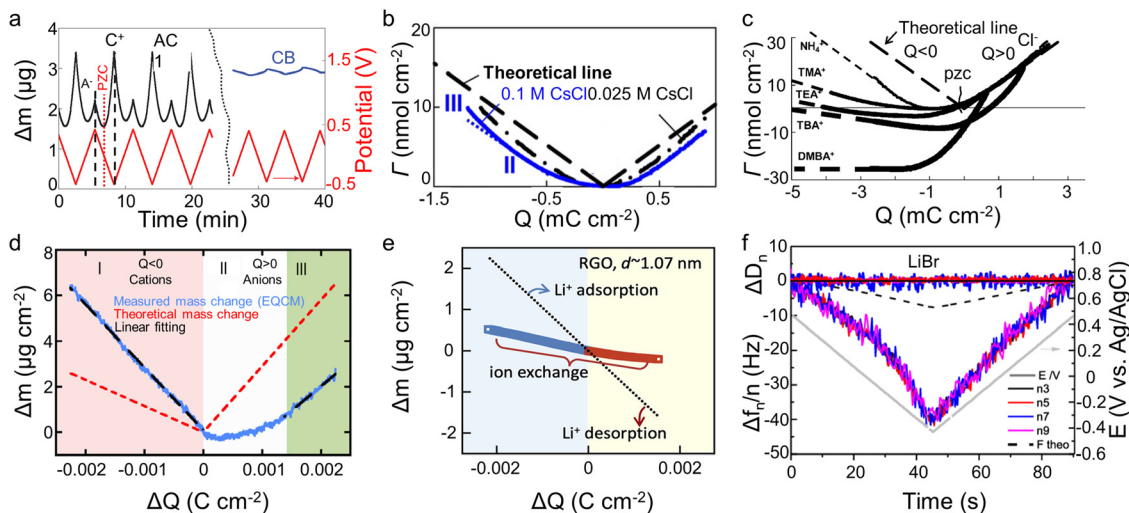 a
4
3
2
1
0
Δm (µg)
A⁻
PZC
C⁺
AC
1
CB
1.5
0.5
-0.5
Potential (V)
0 10 20 30 40
Time (min)
b
20
15
10
5
0
Γ (nmol cm⁻²)
Theoretical line
0.1 M CsCl 0.025 M CsCl
III
II
-1.5 -1.0 -0.5 0.0 0.5
Q (mC cm⁻²)
c
30
10
-10
-30
Γ (nmol cm⁻²)
Theoretical line
Q<0
Q>0
Cl⁻
pzc
NH₄⁺
TMA⁺
TEA⁺
TBA⁺
DMBA⁺
-5 -3 -1 1 3
Q (mC cm⁻²)
d
8
6
4
2
0
Δm (µg cm⁻²)
I
Q<0
Cations
II
Q>0
Anions
III
Measured mass change (EQCM)
Theoretical mass change
Linear fitting
-0.002 -0.001 0 0.001 0.002
ΔQ (C cm⁻²)
e
2
1
0
-1
-2
Δm (µg cm⁻²)
RGO, d~1.07 nm
Li⁺ adsorption
ion exchange
Li⁺ desorption
-0.002 0 0.002
ΔQ (C cm⁻²)
f
LiBr
ΔDₙ
10
0
-10
-20
-30
-40
-50
Δfₙ/n (Hz)
1.0
0.8
0.6
0.4
0.2
0
-0.2
-0.4
-0.6
E (V vs. Ag/AgCl)
E /V
n3
n5
n7
n9
F theo
0 20 40 60 80
Time (s)